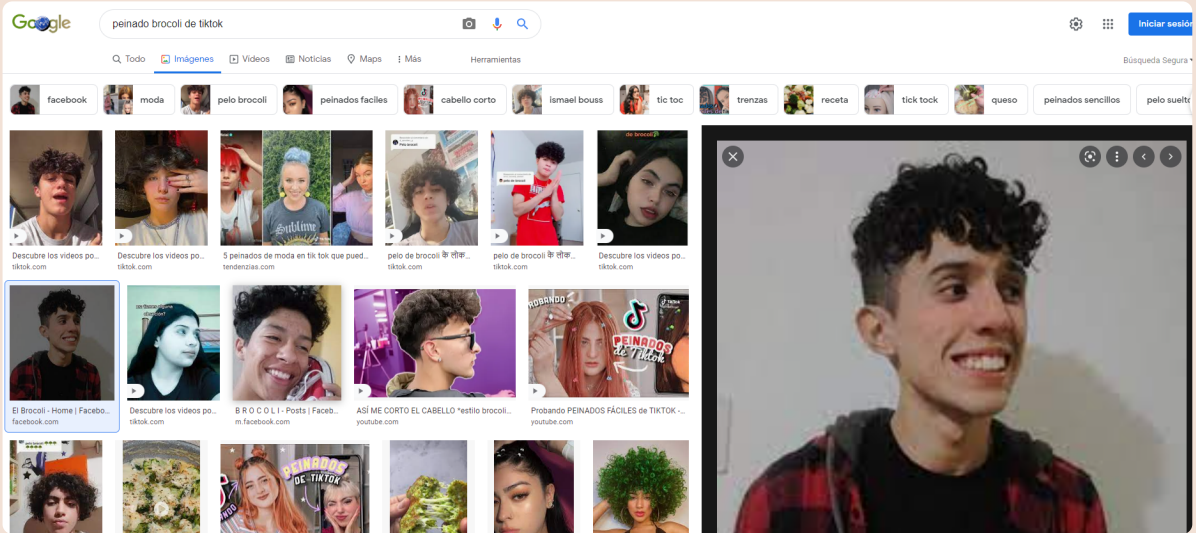 Google
peinado brocoli de tiktok
Iniciar sesión
Todo
Imágenes
Videos
Noticias
Maps
Más
Herramientas
Búsqueda Segura
facebook
moda
pelo brocoli
peinados faciles
cabello corto
ismael bouss
tic toc
trenzas
receta
tick tock
queso
peinados sencillos
pelo suelto
de brocoli
Sublime
Descubre los videos po...
tiktok.com
Descubre los videos po...
tiktok.com
5 peinados de moda en tik tok que pued...
tendenzias.com
pelo de brocoli के लोक...
tiktok.com
pelo de brocoli के लोक...
tiktok.com
Descubre los videos po...
tiktok.com
PROBANDO
TikTok
PEINADOS
de Tiktok
El Brocoli - Home | Facebo...
facebook.com
Descubre los videos po...
tiktok.com
B R O C O L I - Posts | Faceb...
m.facebook.com
ASÍ ME CORTO EL CABELLO *estilo brocoli...
youtube.com
Probando PEINADOS FÁCILES de TIKTOK -...
youtube.com
PEINADOS
DE TIKTOK